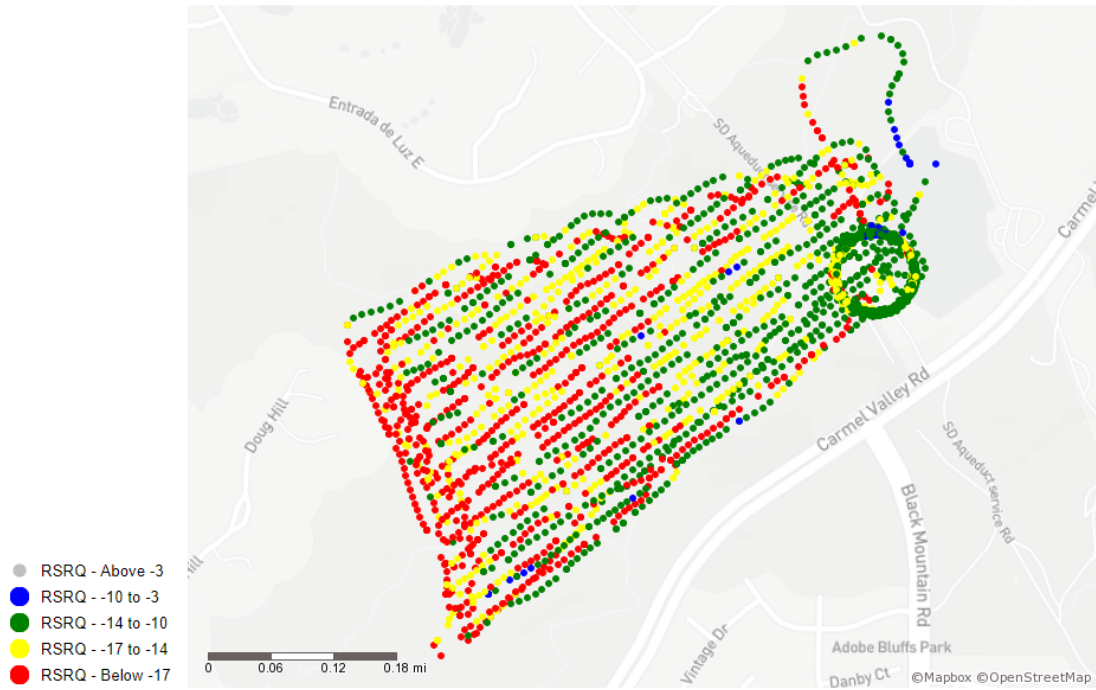 Entrada de Luz E
SD Aqueduct service Rd
Carmel V
Doug Hill
Hill
Carmel Valley Rd
SD Aqueduct service Rd
Black Mountain Rd
Vintage Dr
Adobe Bluffs Park
Danby Ct
RSRQ - Above -3
RSRQ - -10 to -3
RSRQ - -14 to -10
RSRQ - -17 to -14
RSRQ - Below -17
0 0.06 0.12 0.18 mi
©Mapbox ©OpenStreetMap